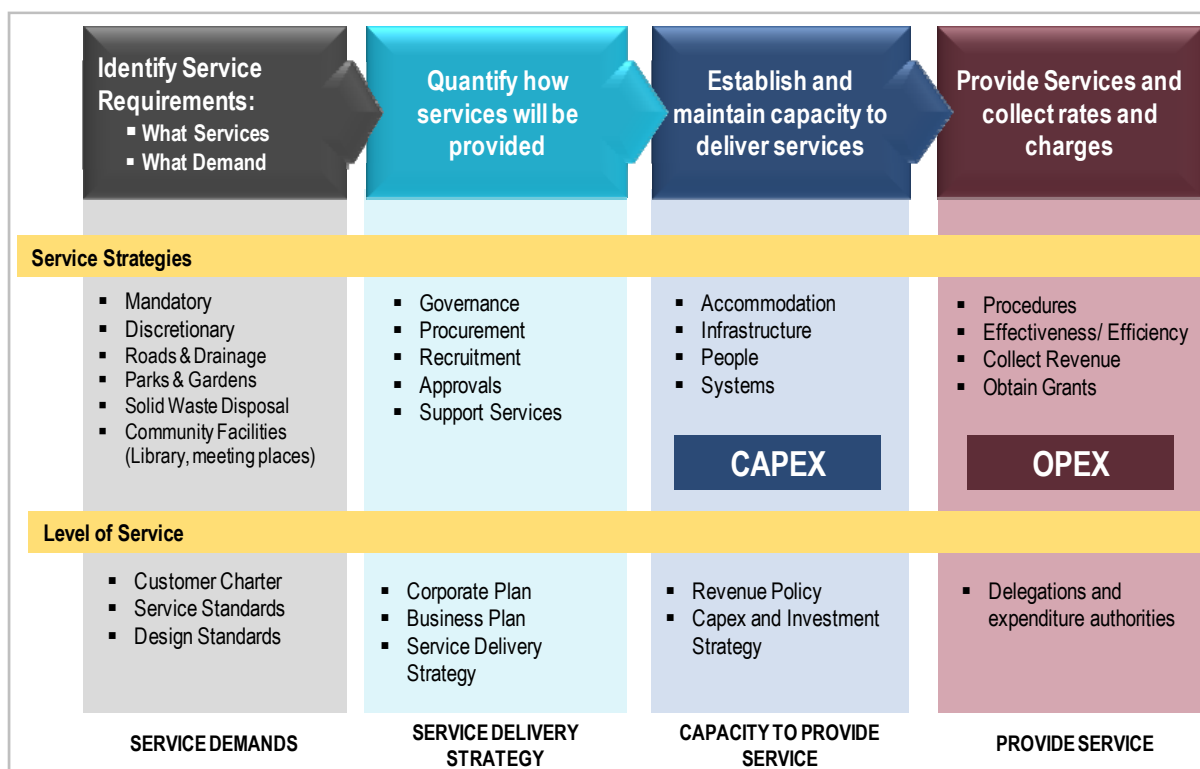 Identify Service
Requirements:
▪ What Services
▪ What Demand
Quantify how
services will be
provided
Establish and
maintain capacity to
deliver services
Provide Services and
collect rates and
charges
Service Strategies
▪ Mandatory
▪ Discretionary
▪ Roads & Drainage
▪ Parks & Gardens
▪ Solid Waste Disposal
▪ Community Facilities
(Library, meeting places)
▪ Governance
▪ Procurement
▪ Recruitment
▪ Approvals
▪ Support Services
▪ Accommodation
▪ Infrastructure
▪ People
▪ Systems
CAPEX
▪ Procedures
▪ Effectiveness/ Efficiency
▪ Collect Revenue
▪ Obtain Grants
OPEX
Level of Service
▪ Customer Charter
▪ Service Standards
▪ Design Standards
▪ Corporate Plan
▪ Business Plan
▪ Service Delivery
Strategy
▪ Revenue Policy
▪ Capex and Investment
Strategy
▪ Delegations and
expenditure authorities
SERVICE DEMANDS
SERVICE DELIVERY
STRATEGY
CAPACITY TO PROVIDE
SERVICE
PROVIDE SERVICE